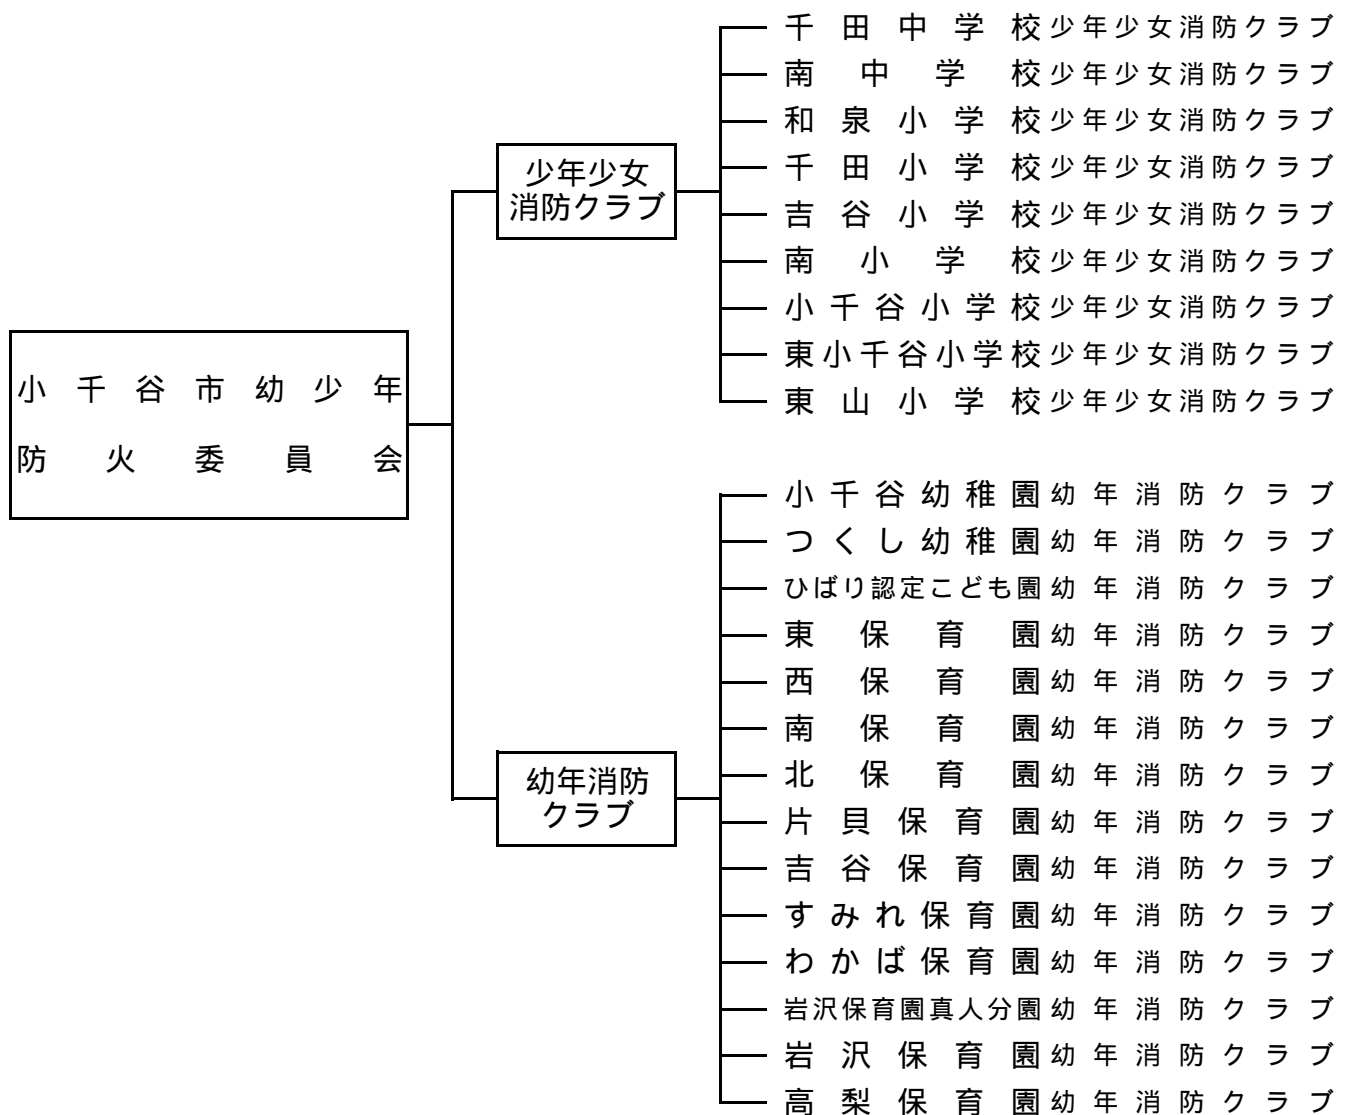 小千谷市幼少年
防火委員会
少年少女
消防クラブ
千田中学校少年少女消防クラブ
南中学校少年少女消防クラブ
和泉小学校少年少女消防クラブ
千田小学校少年少女消防クラブ
吉谷小学校少年少女消防クラブ
南小学校少年少女消防クラブ
小千谷小学校少年少女消防クラブ
東小千谷小学校少年少女消防クラブ
東山小学校少年少女消防クラブ
幼年消防
クラブ
小千谷幼稚園幼年消防クラブ
つくし幼稚園幼年消防クラブ
ひばり認定こども園幼年消防クラブ
東保育園幼年消防クラブ
西保育園幼年消防クラブ
南保育園幼年消防クラブ
北保育園幼年消防クラブ
片貝保育園幼年消防クラブ
吉谷保育園幼年消防クラブ
すみれ保育園幼年消防クラブ
わかば保育園幼年消防クラブ
岩沢保育園真人分園幼年消防クラブ
岩沢保育園幼年消防クラブ
高梨保育園幼年消防クラブ